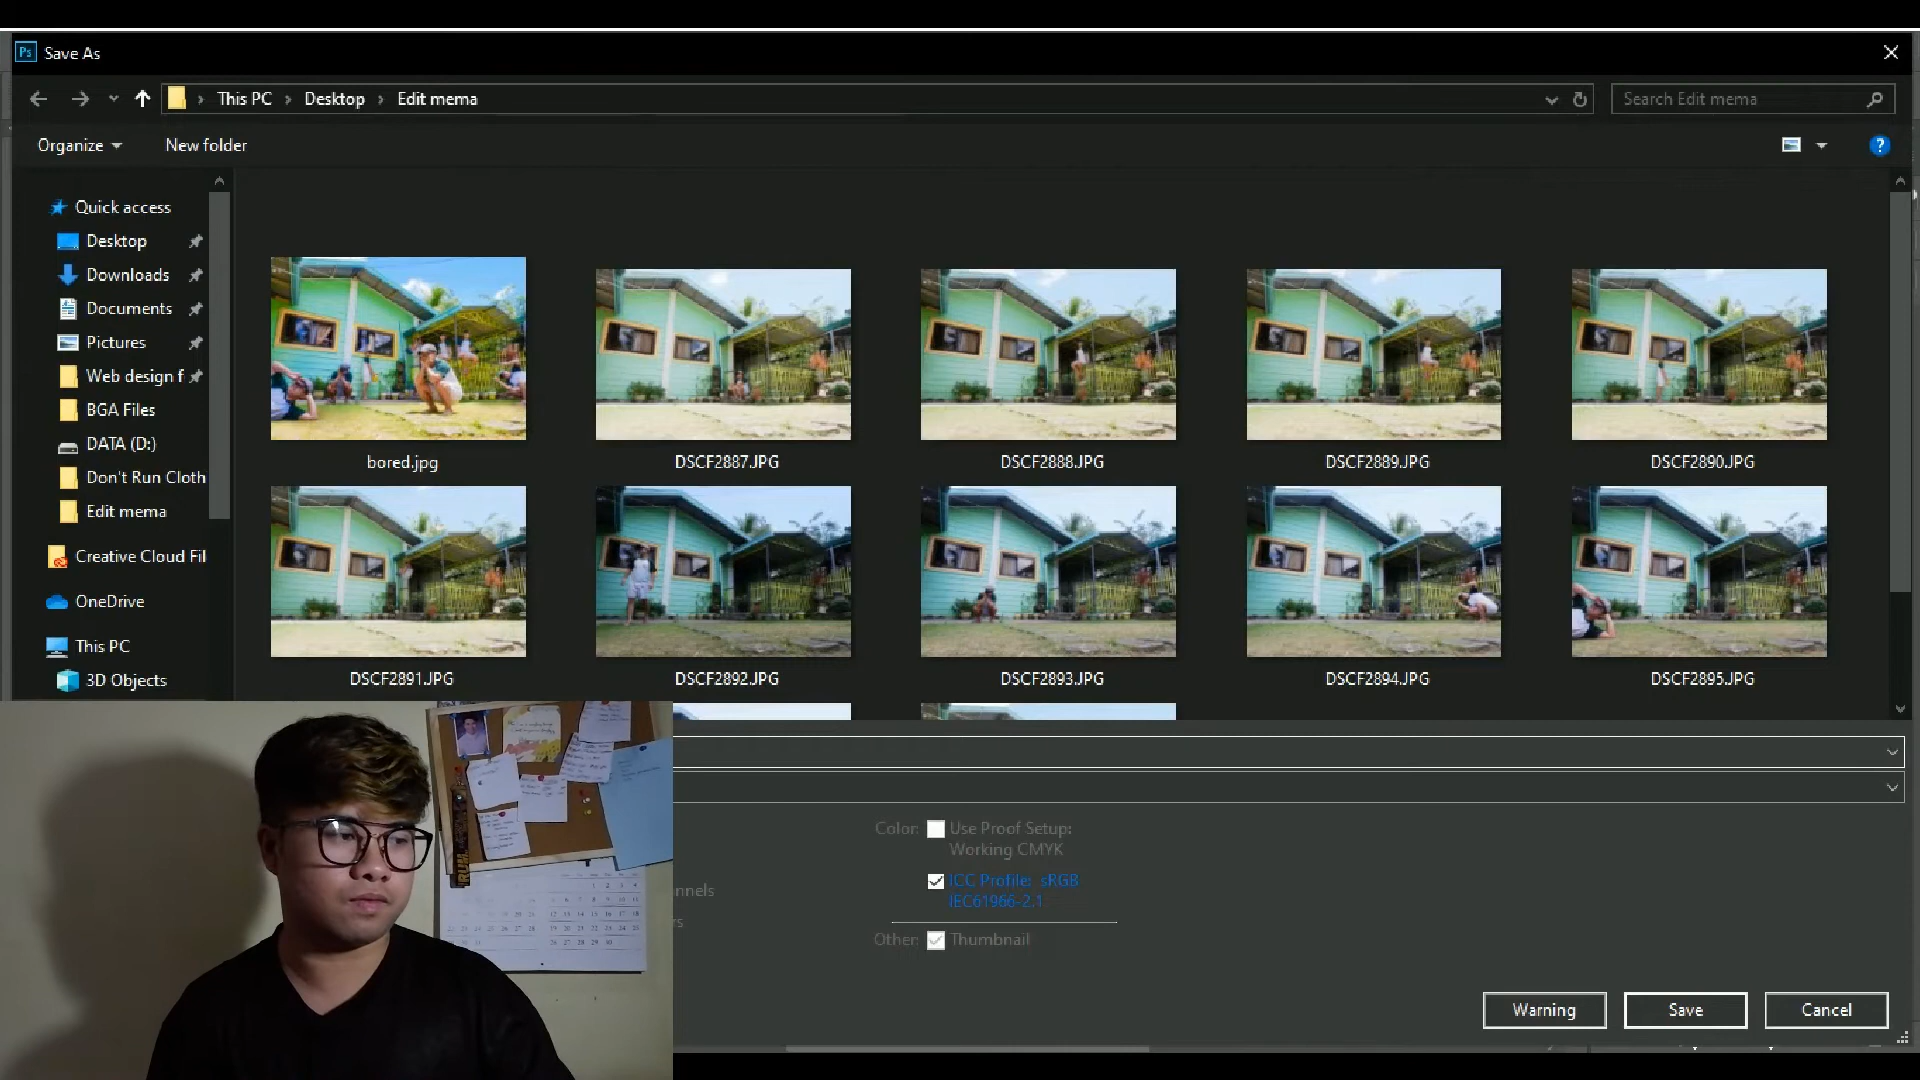 Ps Save As
This PC Desktop Edit mema
Search Edit mema
Organize New folder
?
Quick access
Desktop
Downloads
Documents
Pictures
Web design f
BGA Files
DATA (D:)
Don't Run Cloth
Edit mema
Creative Cloud Fil
OneDrive
This PC
3D Objects
bored.jpg DSCF2887.JPG DSCF2888.JPG DSCF2889.JPG DSCF2890.JPG
DSCF2891.JPG DSCF2892.JPG DSCF2893.JPG DSCF2894.JPG DSCF2895.JPG
Color: Use Proof Setup:
Working CMYK
ICC Profile: sRGB
IEC61966-2.1
nnels
rs
Other: Thumbnail
Warning Save Cancel